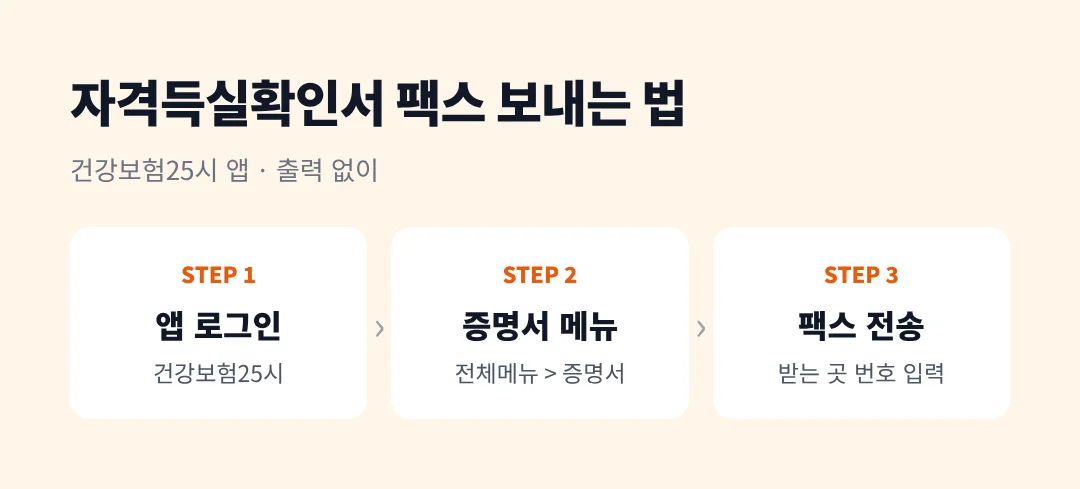 자격득실확인서 팩스 보내는 법
건강보험25시 앱 · 출력 없이
STEP 1
앱 로그인
건강보험25시
›
STEP 2
증명서 메뉴
전체메뉴 > 증명서
›
STEP 3
팩스 전송
받는 곳 번호 입력